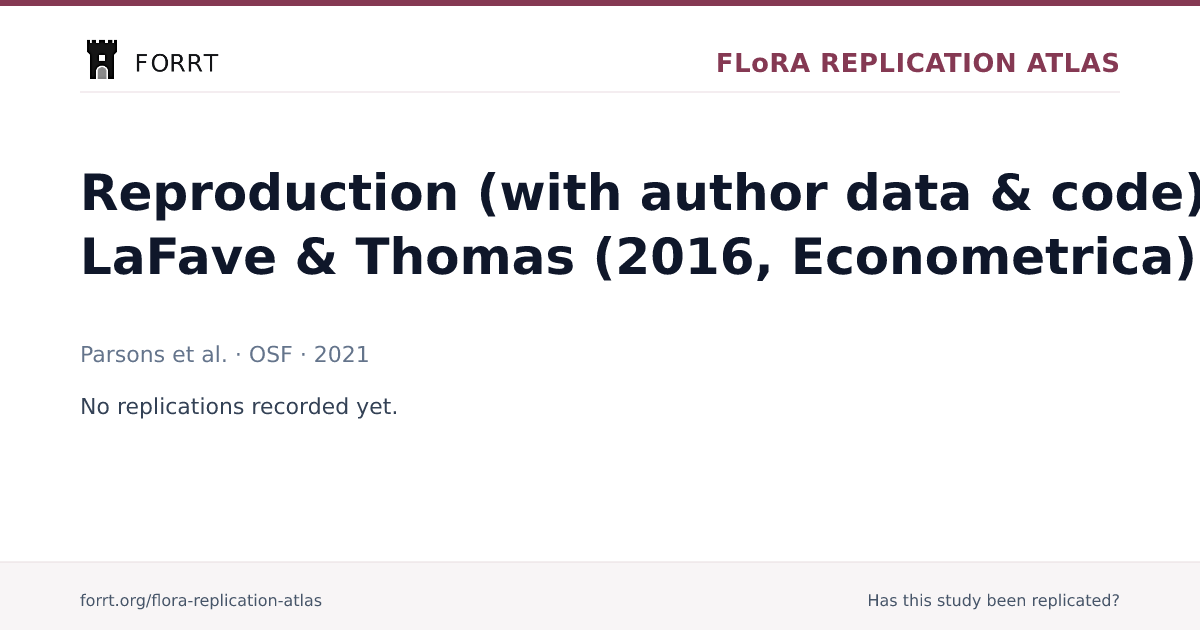 FORRT
FLoRA REPLICATION ATLAS
Reproduction (with author data & code)
LaFave & Thomas (2016, Econometrica)
Parsons et al. · OSF · 2021
No replications recorded yet.
forrt.org/flora-replication-atlas
Has this study been replicated?